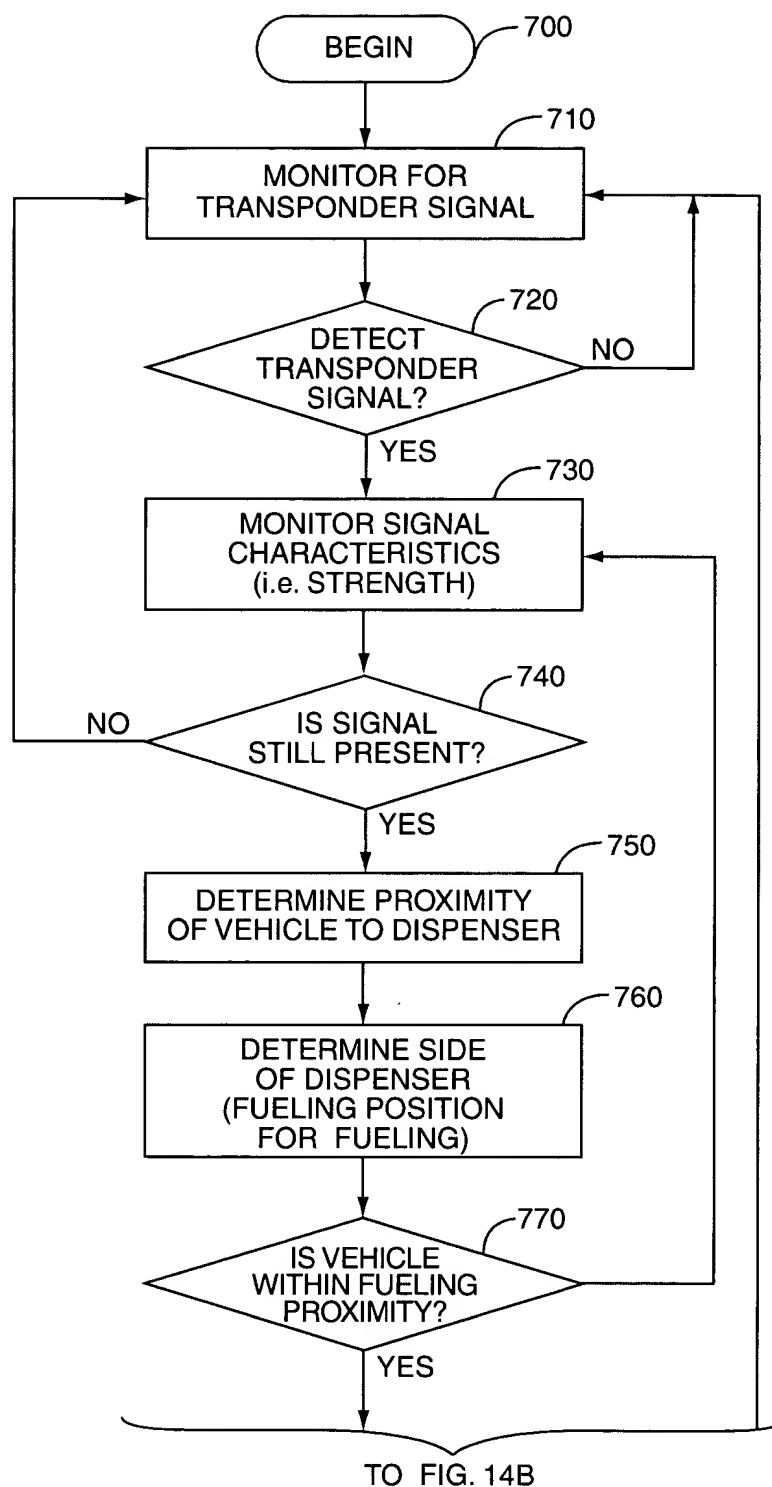 BEGIN
700
710
MONITOR FOR
TRANSPONDER SIGNAL
720
DETECT
TRANSPONDER
SIGNAL?
NO
YES
730
MONITOR SIGNAL
CHARACTERISTICS
(i.e. STRENGTH)
740
NO
IS SIGNAL
STILL PRESENT?
YES
750
DETERMINE PROXIMITY
OF VEHICLE TO DISPENSER
760
DETERMINE SIDE
OF DISPENSER
(FUELING POSITION
FOR FUELING)
770
IS VEHICLE
WITHIN FUELING
PROXIMITY?
YES
TO FIG. 14B